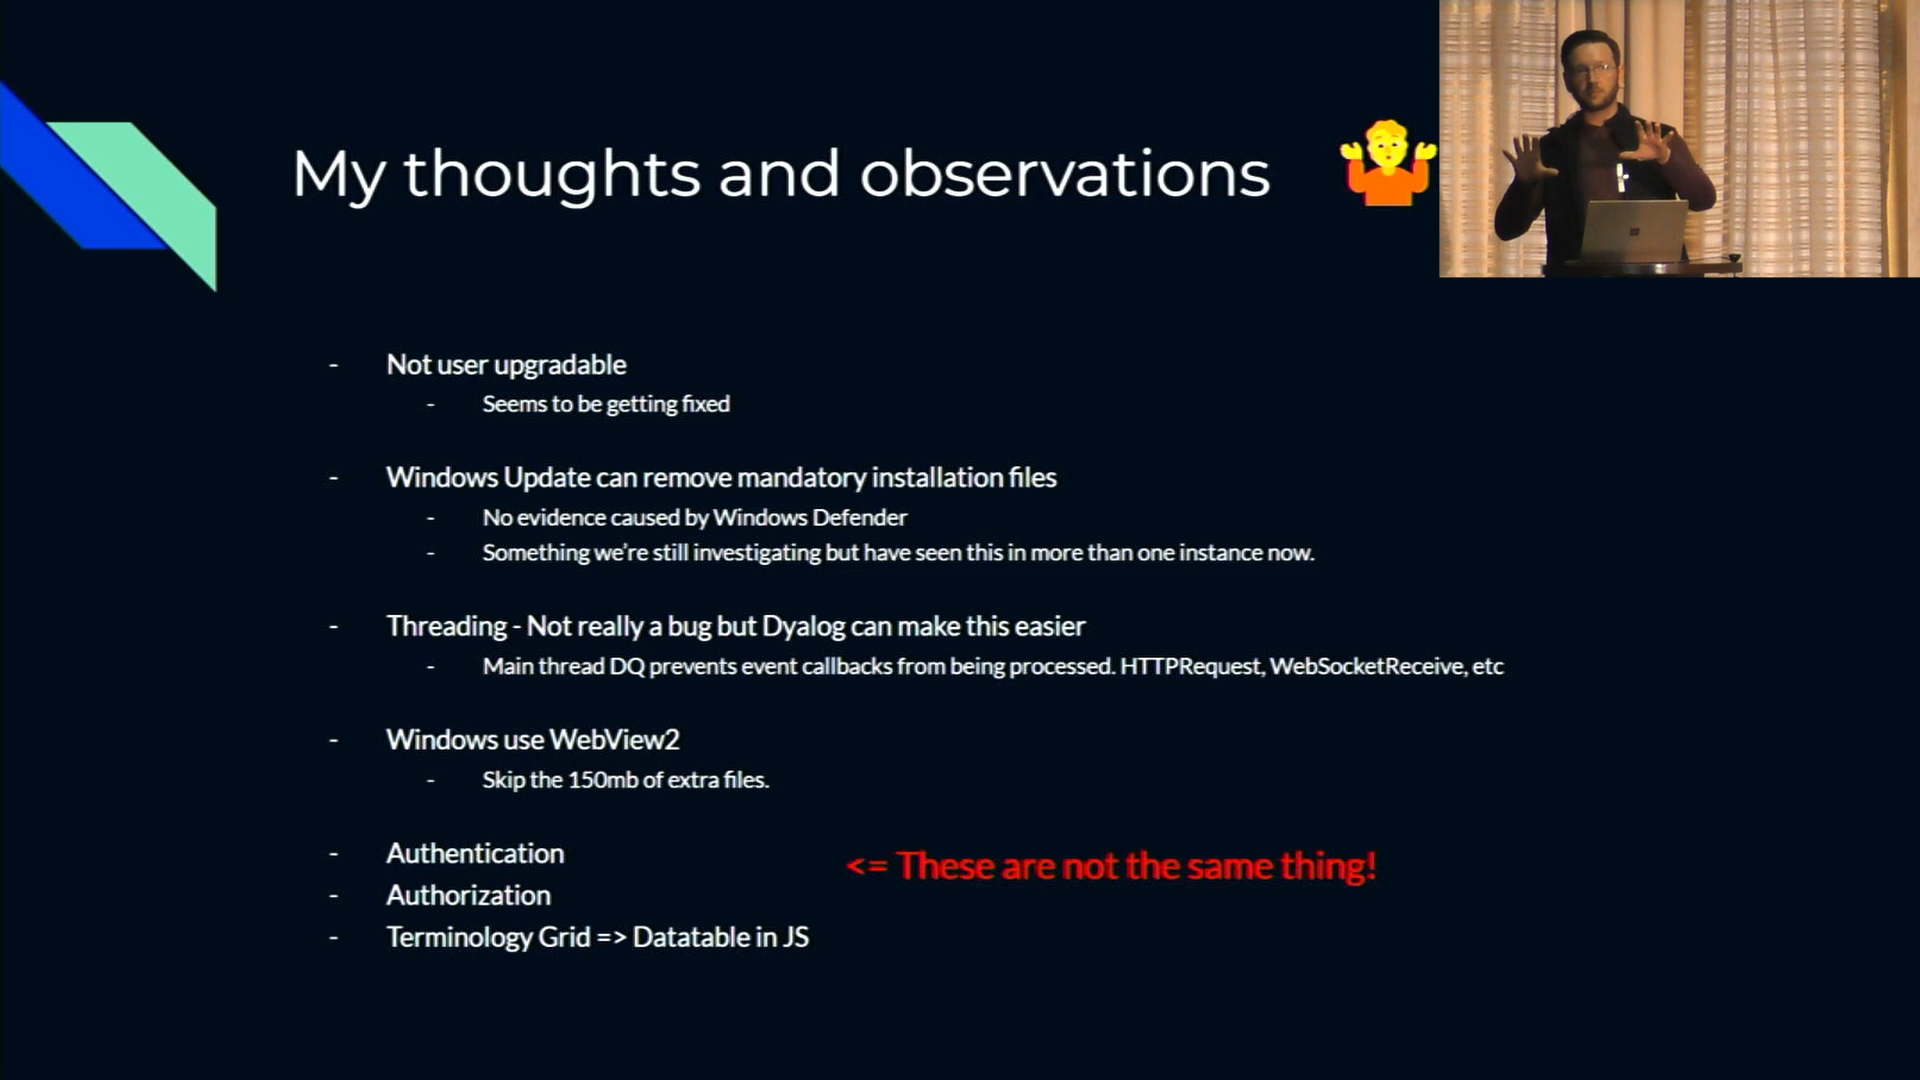 My thoughts and observations
- Not user upgradable
- Seems to be getting fixed
- Windows Update can remove mandatory installation files
- No evidence caused by Windows Defender
- Something we're still investigating but have seen this in more than one instance now.
- Threading - Not really a bug but Dyalog can make this easier
- Main thread DQ prevents event callbacks from being processed. HTTPRequest, WebSocketReceive, etc
- Windows use WebView2
- Skip the 150mb of extra files.
- Authentication
<= These are not the same thing!
- Authorization
- Terminology Grid => Datatable in JS